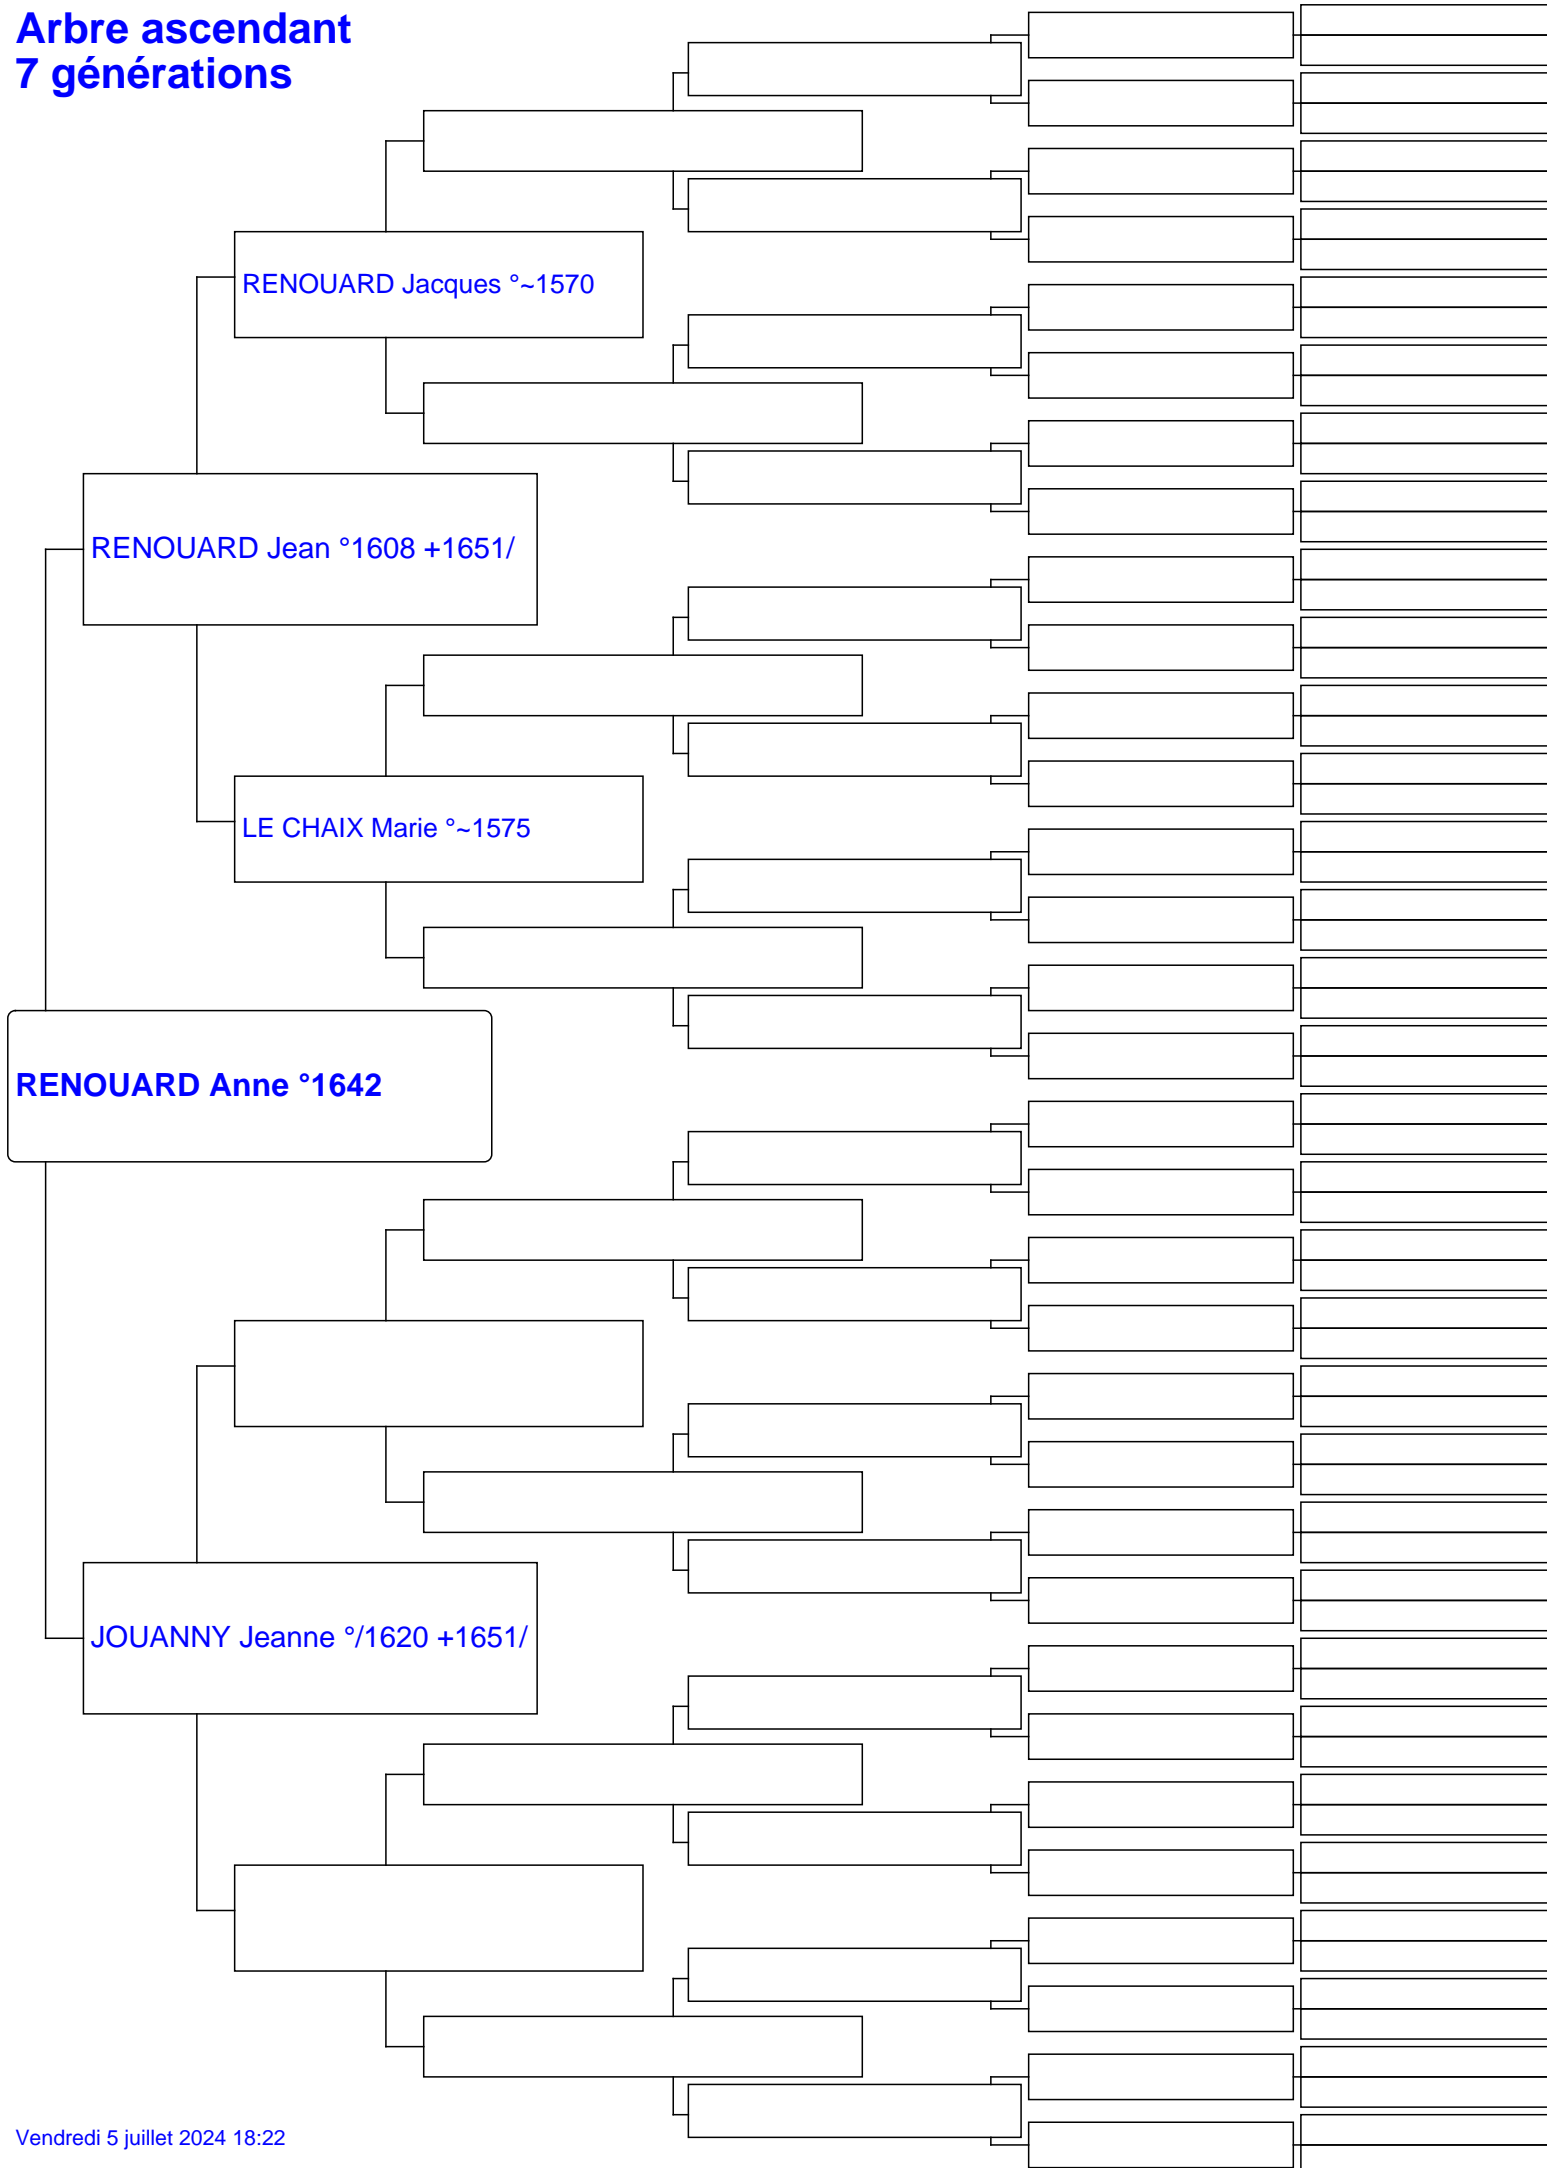 Arbre ascendant
7 générations
RENOUARD Jacques °~1570
RENOUARD Jean °1608 +1651/
LE CHAIX Marie °~1575
RENOUARD Anne °1642
JOUANNY Jeanne °/1620 +1651/
Vendredi 5 juillet 2024 18:22